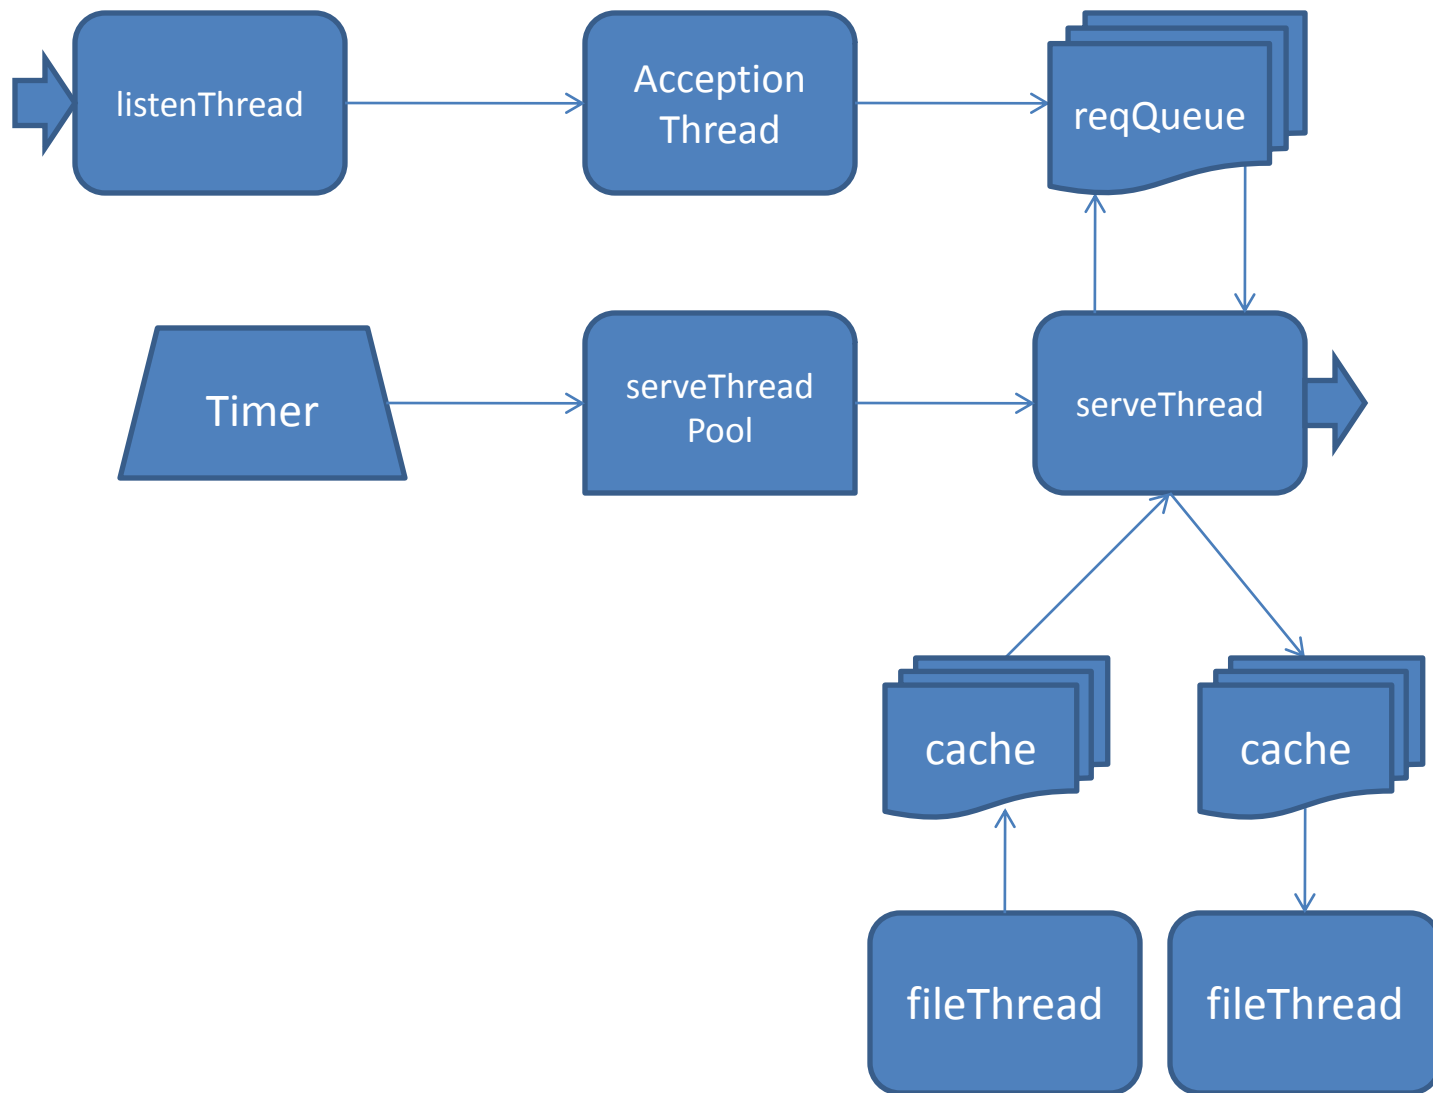 listenThread
Acception
Thread
reqQueue
Timer
serveThread
Pool
serveThread
cache
cache
fileThread
fileThread